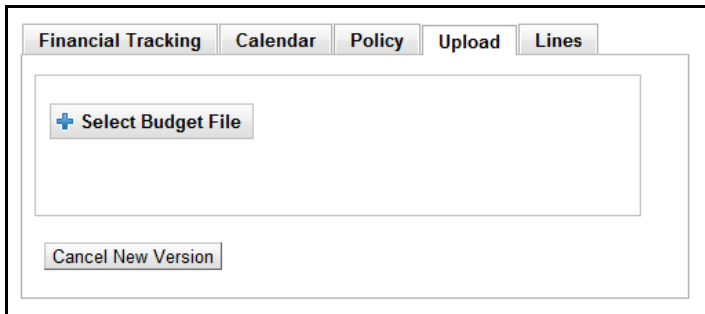 Financial Tracking Calendar Policy Upload Lines
Select Budget File
Cancel New Version